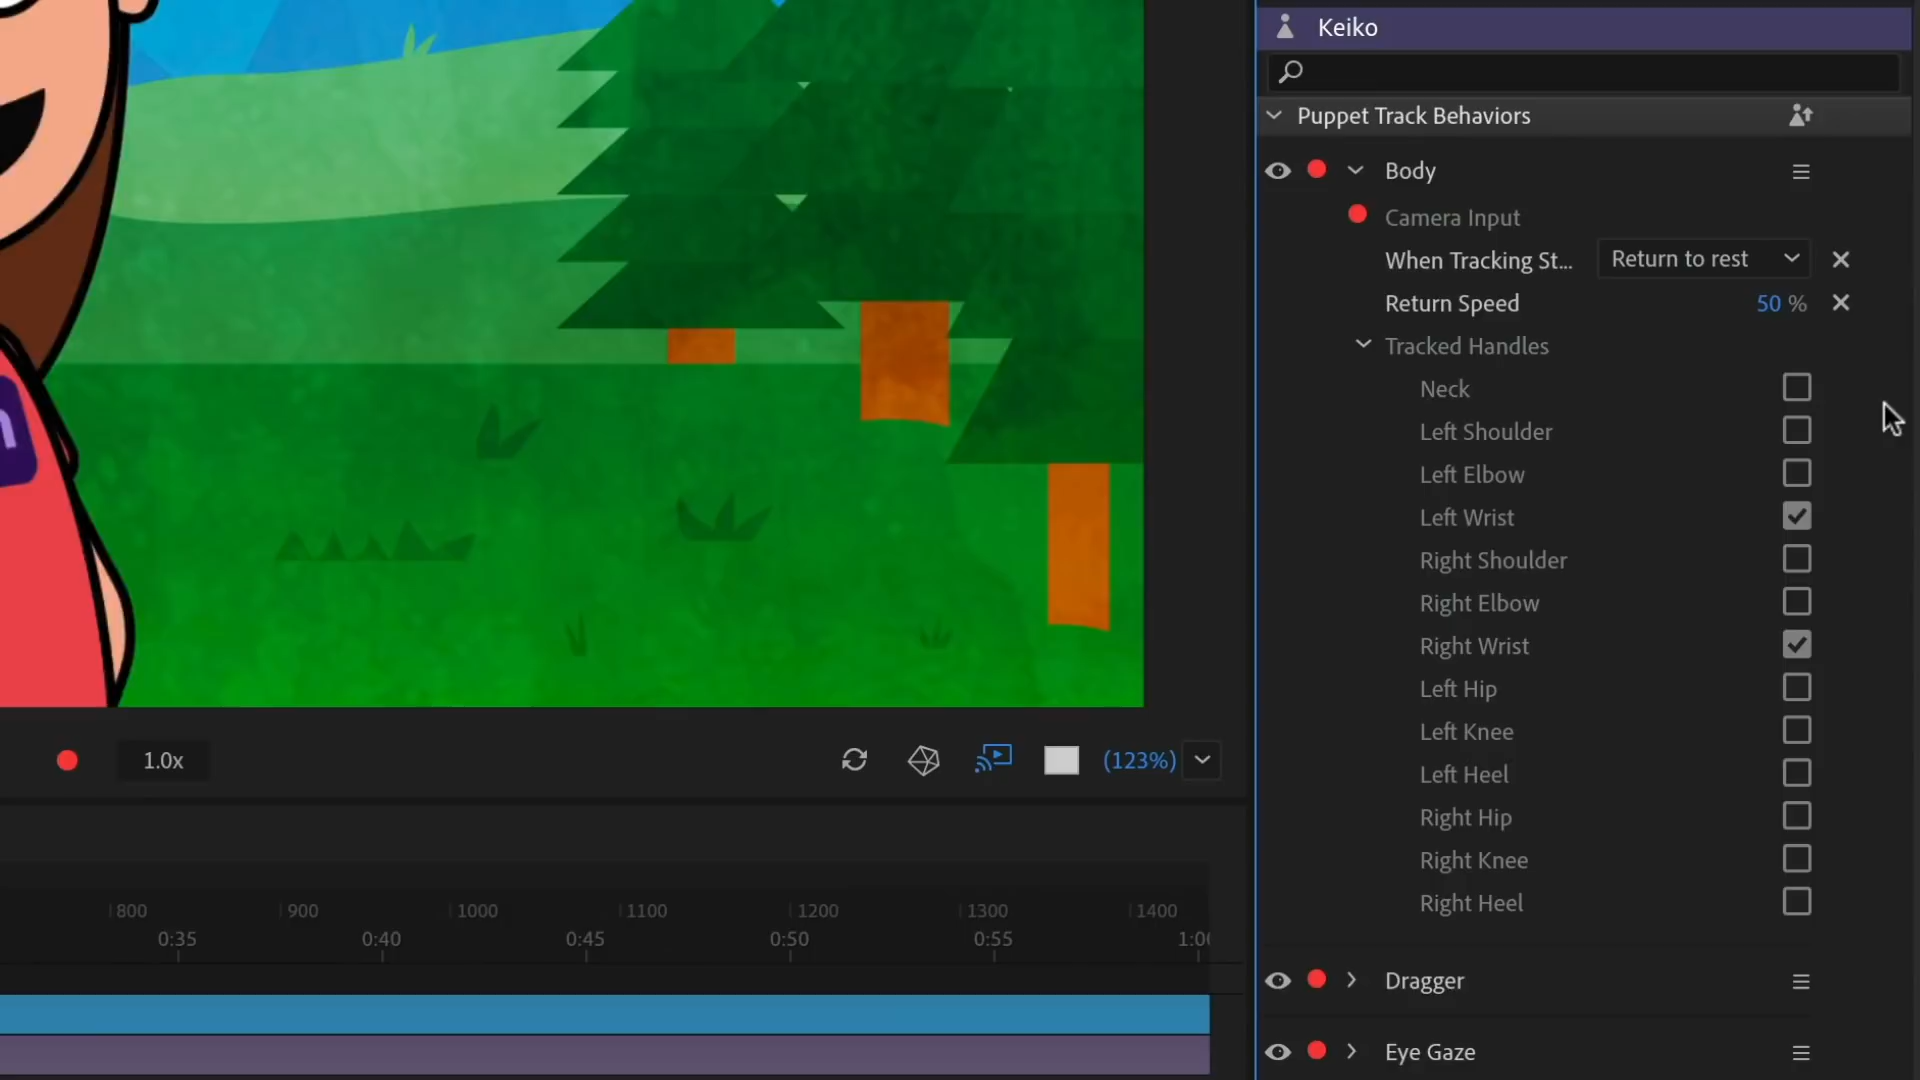 Keiko
Puppet Track Behaviors
Body
Camera Input
When Tracking St... Return to rest
Return Speed 50 %
Tracked Handles
Neck
Left Shoulder
Left Elbow
Left Wrist
Right Shoulder
Right Elbow
Right Wrist
Left Hip
Left Knee
Left Heel
Right Hip
Right Knee
Right Heel
Dragger
Eye Gaze
1.0x (123%)
800 900 1000 1100 1200 1300 1400
0:35 0:40 0:45 0:50 0:55